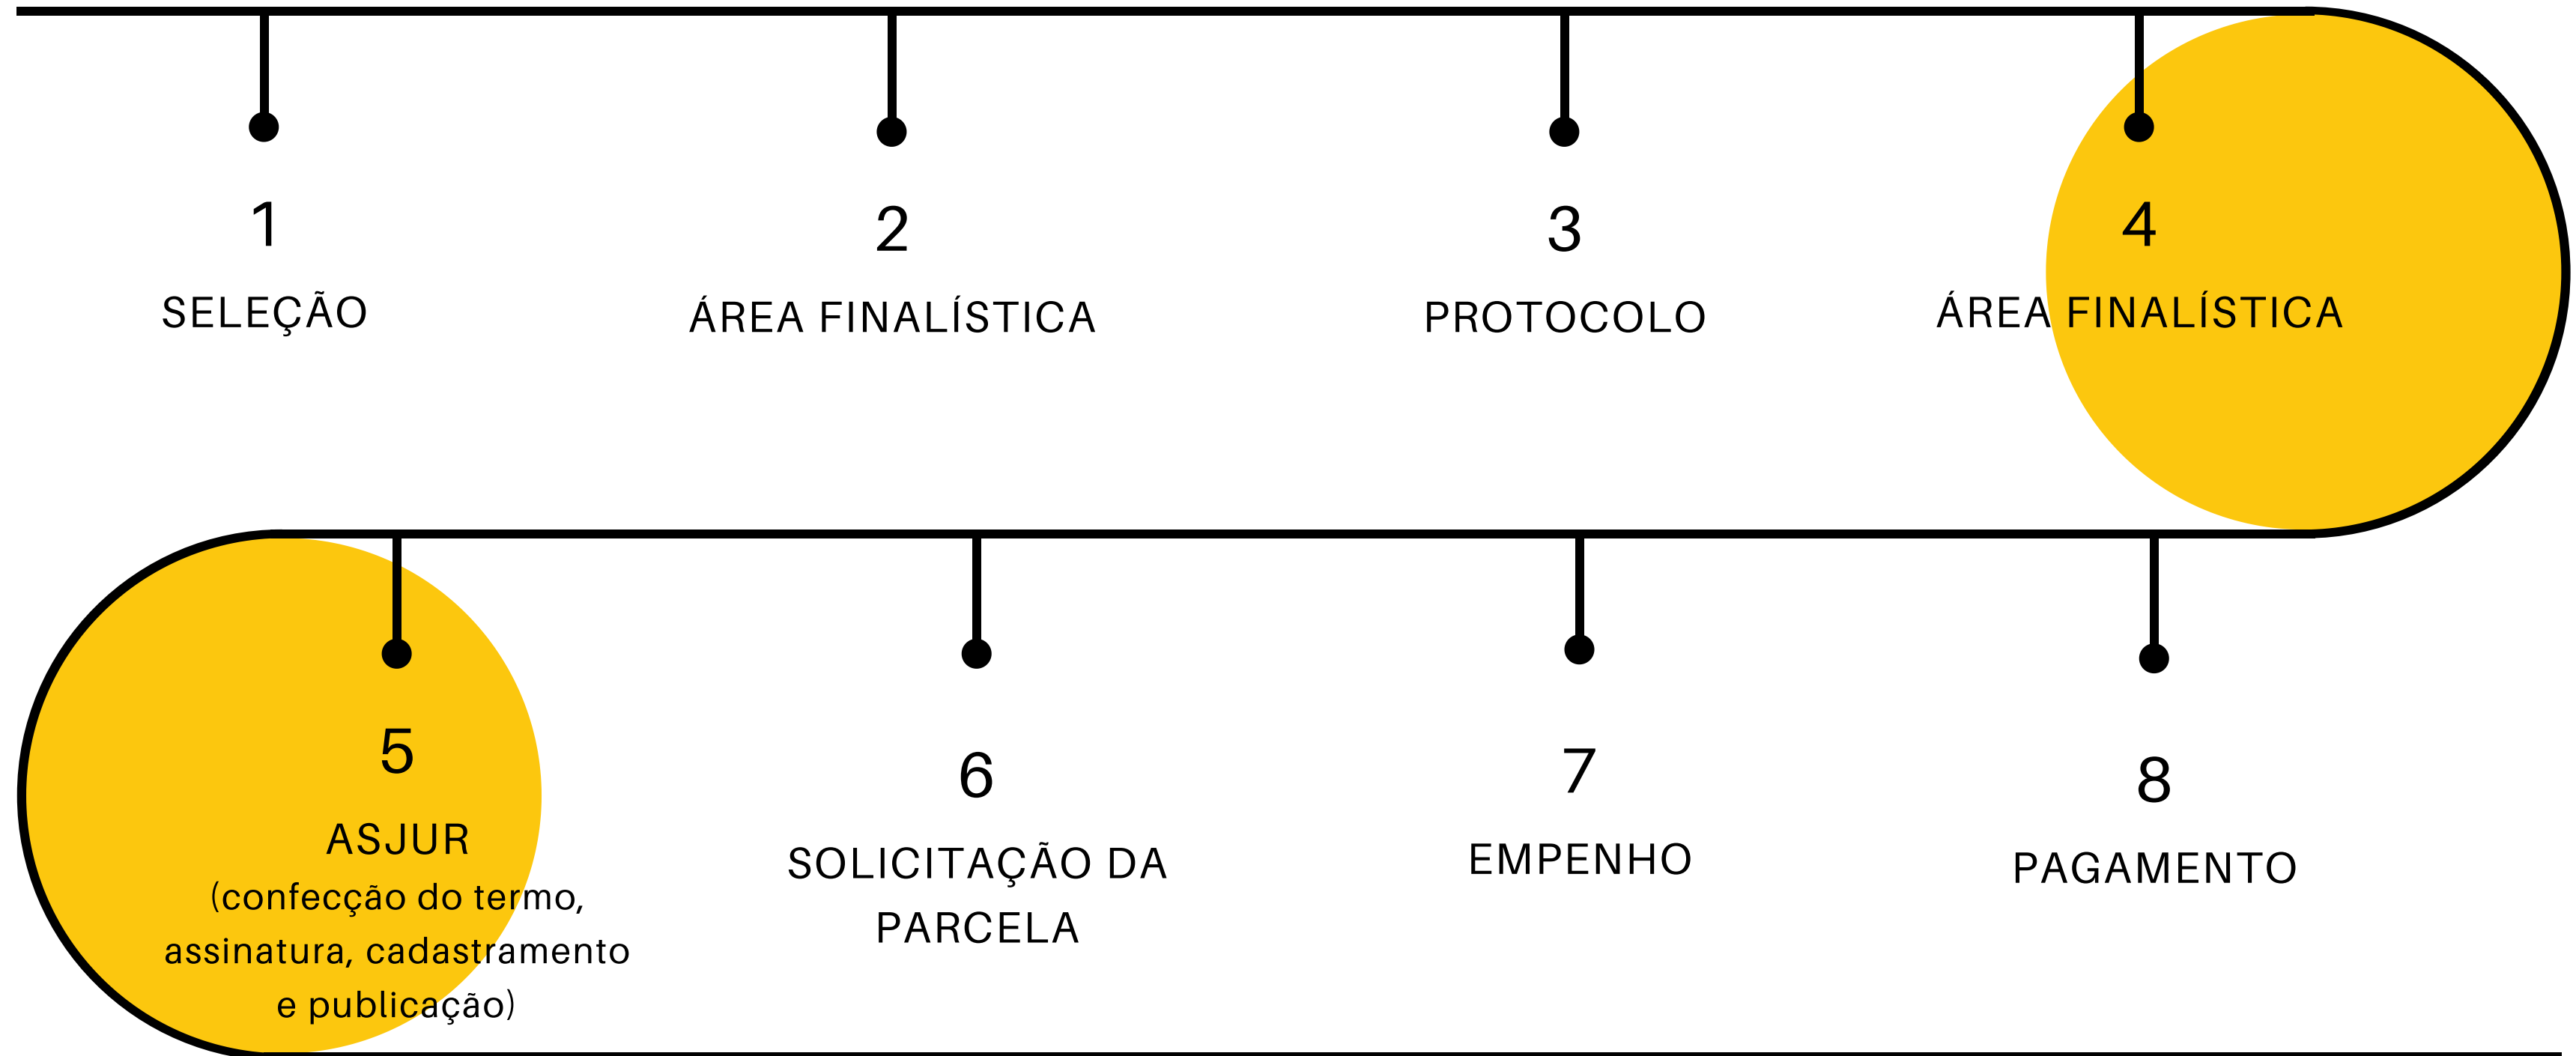 1
SELEÇÃO
2
ÁREA FINALÍSTICA
3
PROTOCOLO
4
ÁREA FINALÍSTICA
5
ASJUR
(confecção do termo,
assinatura, cadastramento
e publicação)
6
SOLICITAÇÃO DA
PARCELA
7
EMPENHO
8
PAGAMENTO